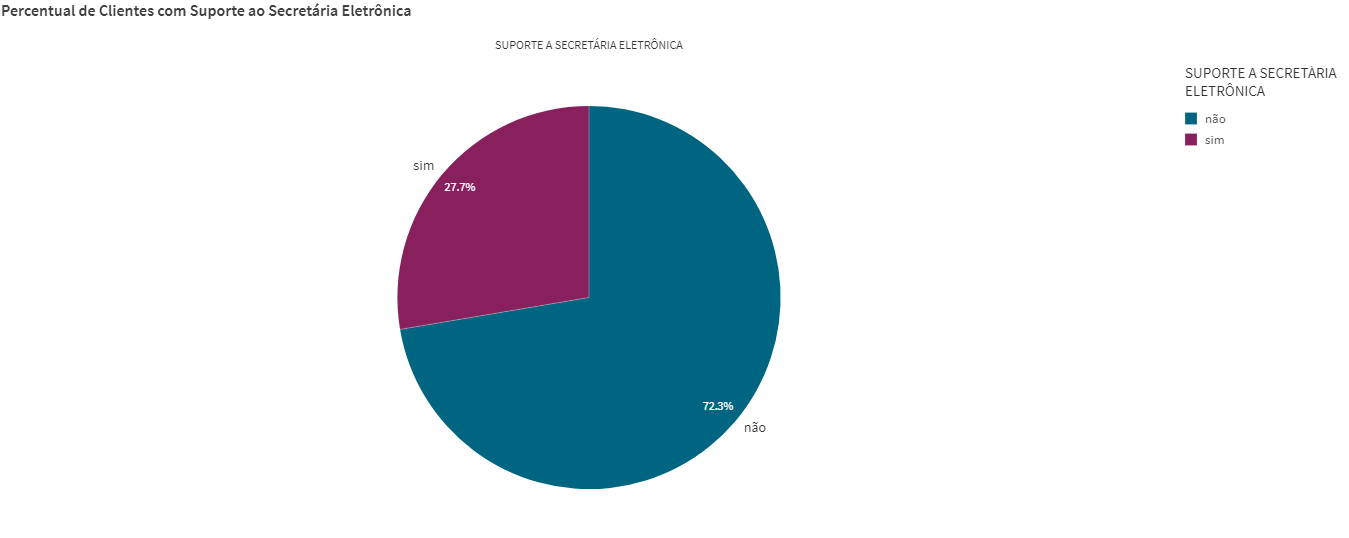 Percentual de Clientes com Suporte ao Secretária Eletrônica
SUPORTE A SECRETÁRIA ELETRÔNICA
SUPORTE A SECRETÁRIA
ELETRÔNICA
não
sim
sim
27.7%
72.3%
não